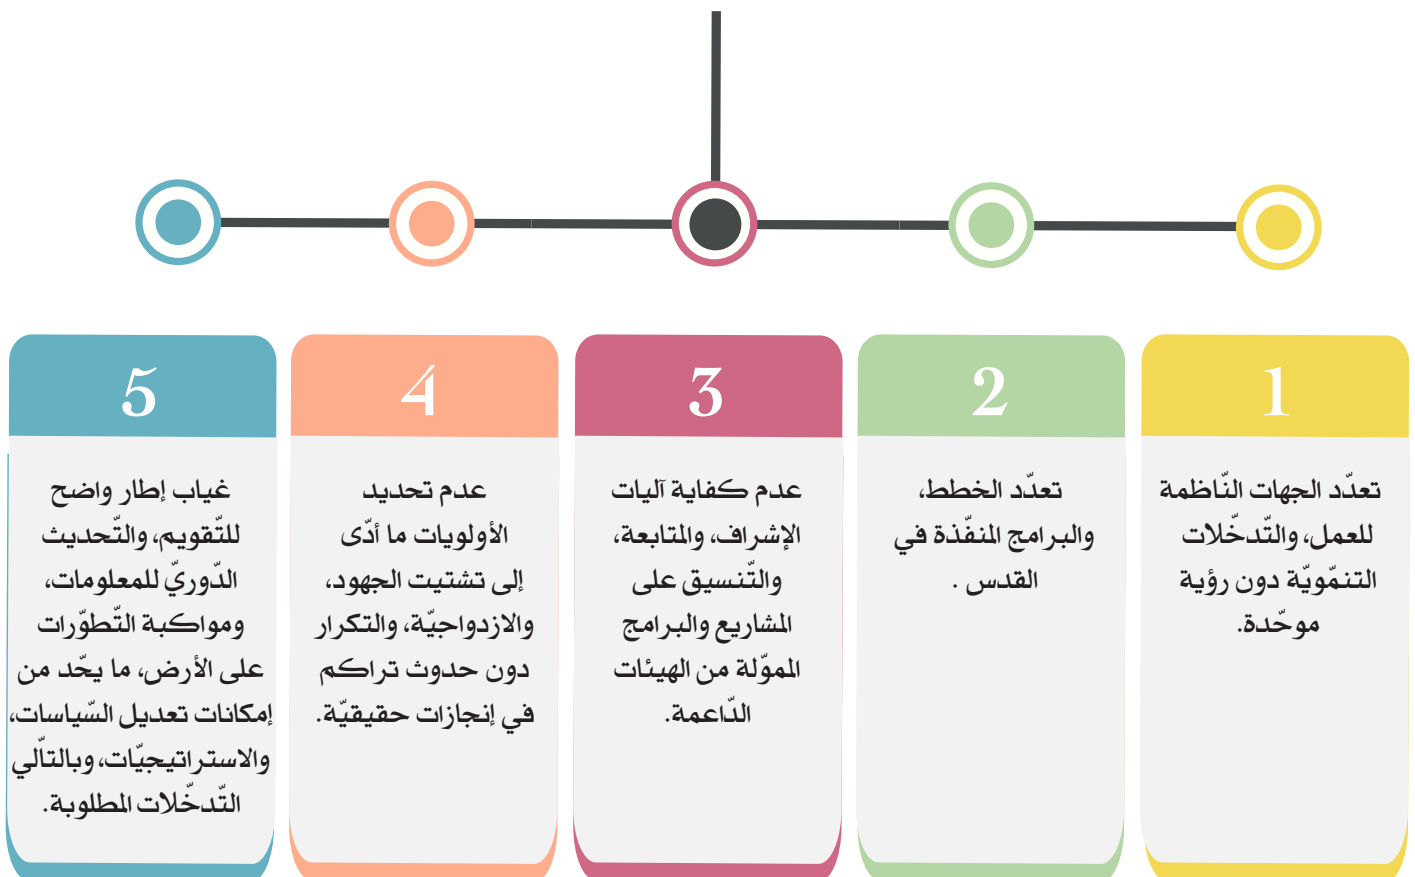 1
تعدّد الجهات النّاظمة
للعمل، والتّدخّلات
التنمّويّة دون رؤية
موحّدة.
2
تعدّد الخطط،
والبرامج المنفّذة في
القدس .
3
عدم كفاية آليات
الإشراف، والمتابعة،
والتّنسيق على
المشاريع والبرامج
المموّلة من الهيئات
الدّاعمة.
4
عدم تحديد
الأولويات ما أدّى
إلى تشتيت الجهود،
والازدواجيّة، والتكرار
دون حدوث تراكم
في إنجازات حقيقيّة.
5
غياب إطار واضح
للتّقويم، والتّحديث
الدّوريّ للمعلومات،
ومواكبة التّطوّرات
على الأرض، ما يحّد من
إمكانات تعديل السّياسات،
والاستراتيجيّات، وبالتّالي
التّدخّلات المطلوبة.